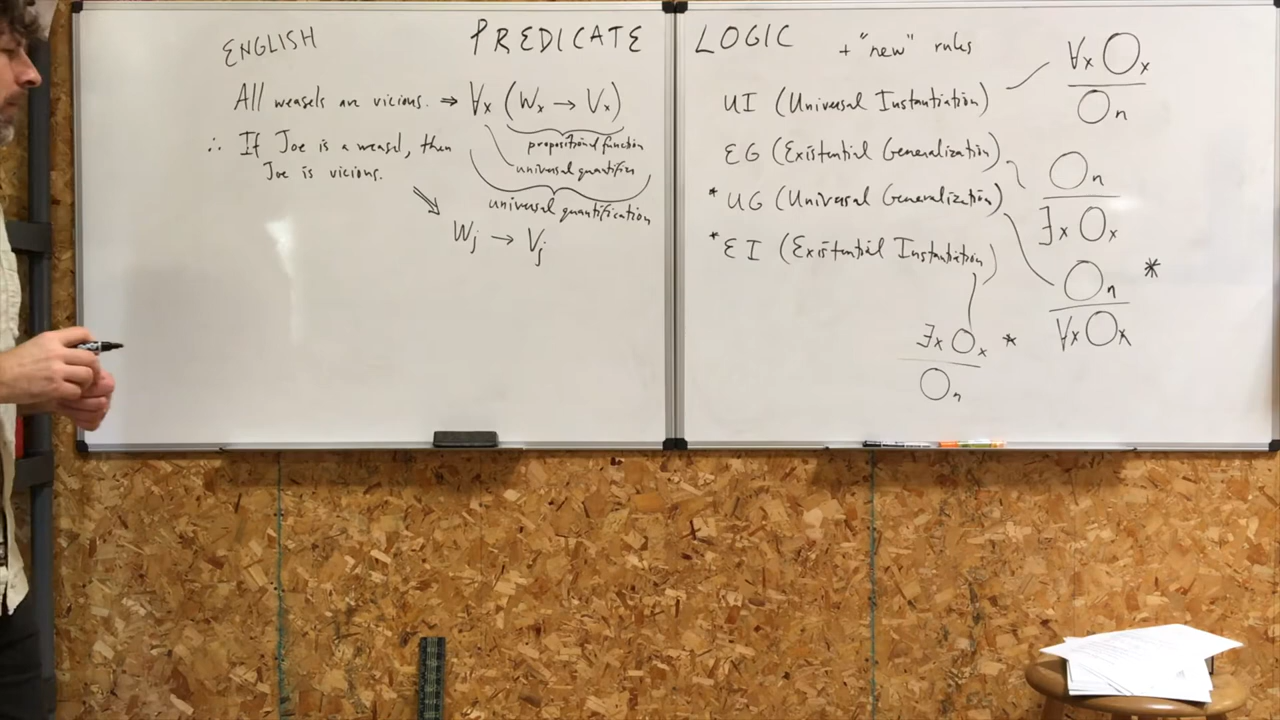 ENGLISH
PREDICATE LOGIC + "new" rules
All weasels are vicious. ⇒ ∀x (Wx → Vx)
propositional function
universal quantifier
universal quantification
∴ If Joe is a weasel, then
Joe is vicious.
Wj → Vj
UI (Universal Instantiation)
∀x Ox
On
EG (Existential Generalization)
On
∃x Ox
* UG (Universal Generalization)
On *
∀x Ox
* EI (Existential Instantiation)
∃x Ox *
On